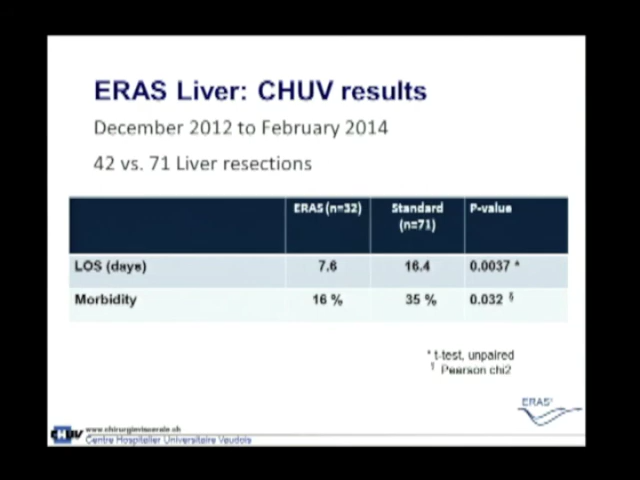 ERAS Liver: CHUV results
December 2012 to February 2014
42 vs. 71 Liver resections
ERAS (n=32) Standard (n=71) P-value
LOS (days) 7.6 16.4 0.0037 *
Morbidity 16 % 35 % 0.032 §
* t-test, unpaired
Pearson chi2
ERAS®
CHUV www.chirurgieviscerale.ch
Centre Hospitalier Universitaire Vaudois